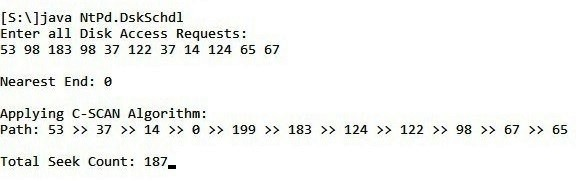 [S:\]java NtPd.DskSchdl
Enter all Disk Access Requests:
53 98 183 98 37 122 37 14 124 65 67
Nearest End: 0
Applying C-SCAN Algorithm:
Path: 53 >> 37 >> 14 >> 0 >> 199 >> 183 >> 124 >> 122 >> 98 >> 67 >> 65
Total Seek Count: 187